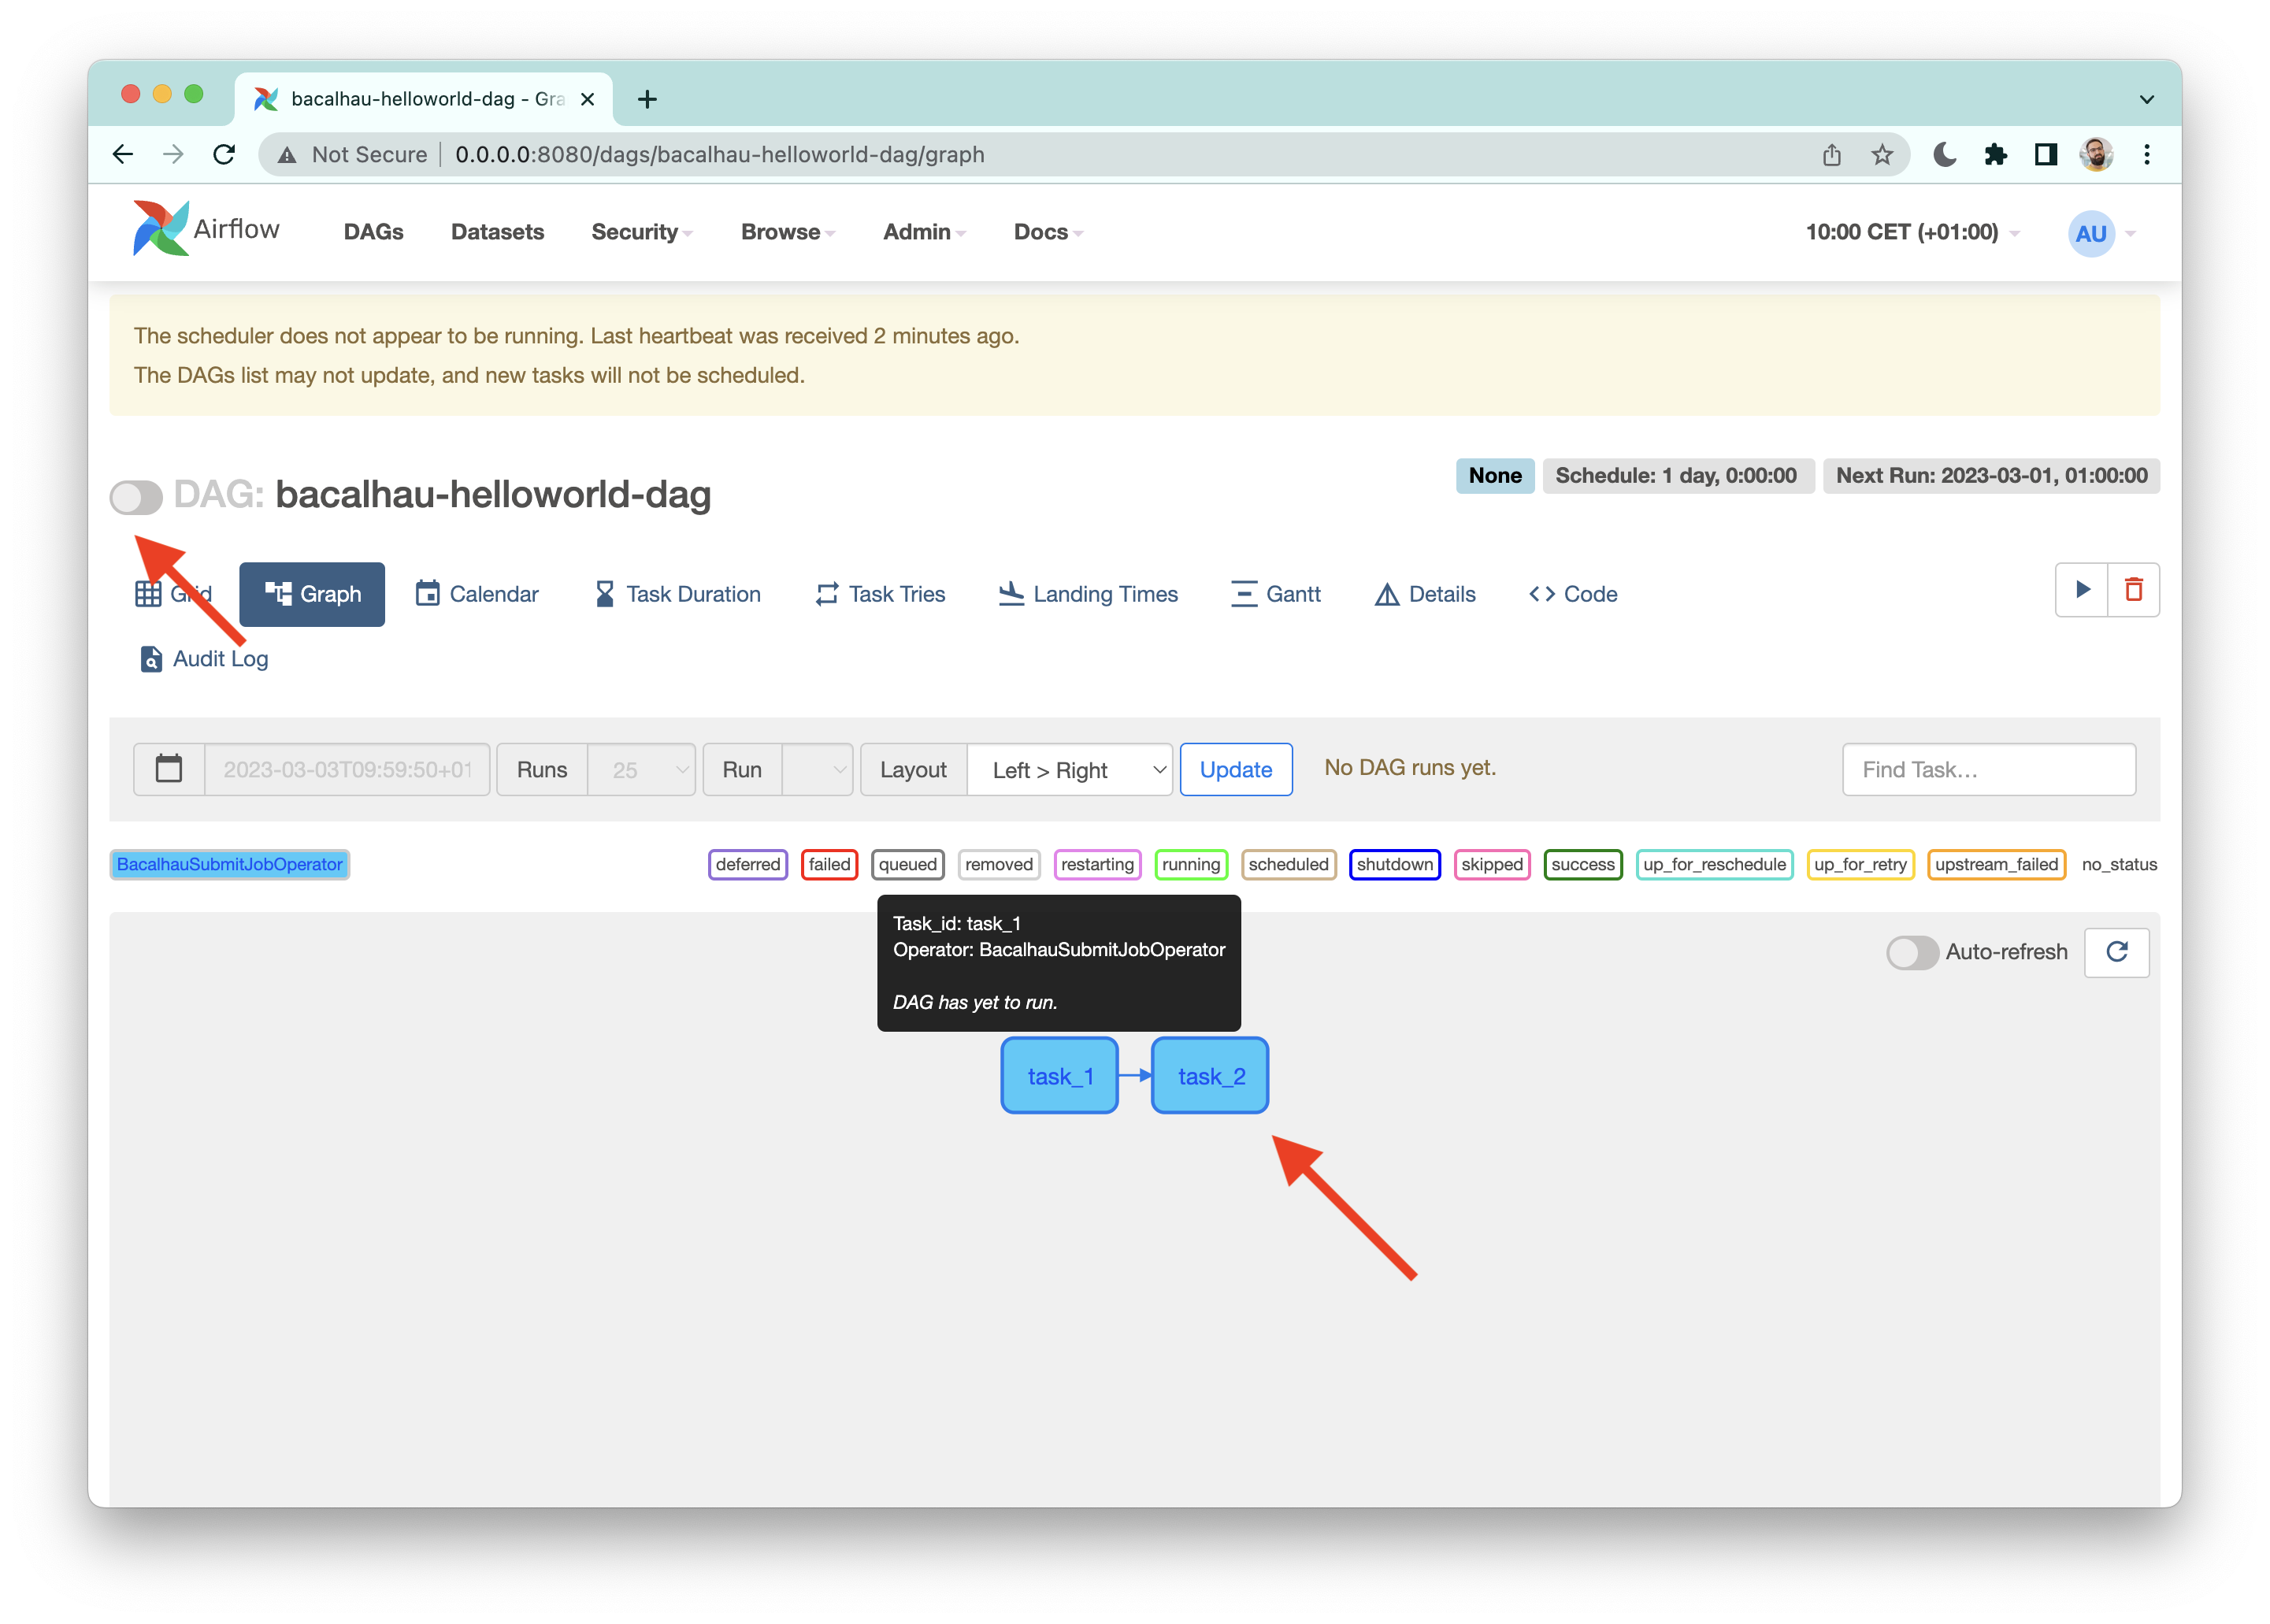 bacalhau-helloworld-dag - Gra
Not Secure 0.0.0.0:8080/dags/bacalhau-helloworld-dag/graph
Airflow DAGs Datasets Security Browse Admin Docs 10:00 CET (+01:00) AU
The scheduler does not appear to be running. Last heartbeat was received 2 minutes ago.
The DAGs list may not update, and new tasks will not be scheduled.
None Schedule: 1 day, 0:00:00 Next Run: 2023-03-01, 01:00:00
DAG: bacalhau-helloworld-dag
Grid Graph Calendar Task Duration Task Tries Landing Times Gantt Details Code
Audit Log
2023-03-03T09:59:50+01 Runs 25 Run Layout Left > Right Update No DAG runs yet. Find Task…
BacalhauSubmitJobOperator deferred failed queued removed restarting running scheduled shutdown skipped success up_for_reschedule up_for_retry upstream_failed no_status
Task_id: task_1
Operator: BacalhauSubmitJobOperator
Auto-refresh
DAG has yet to run.
task_1 task_2